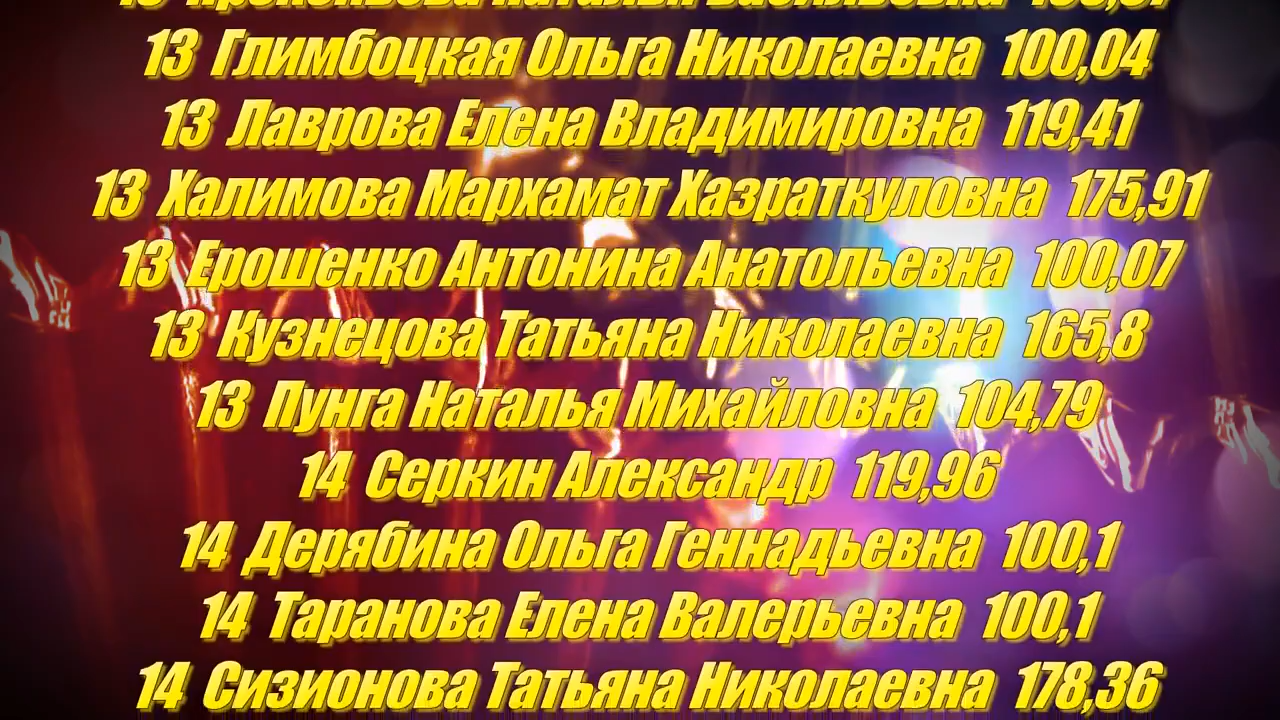 13 Глимбоцкая Ольга Николаевна 100,04
13 Лаврова Елена Владимировна 119,41
13 Халимова Мархамат Хазраткуловна 175,91
13 Ерошенко Антонина Анатольевна 100,07
13 Кузнецова Татьяна Николаевна 165,8
13 Пунга Наталья Михайловна 104,79
14 Серкин Александр 119,96
14 Дерябина Ольга Геннадьевна 100,1
14 Таранова Елена Валерьевна 100,1
14 Сизионова Татьяна Николаевна 178,36